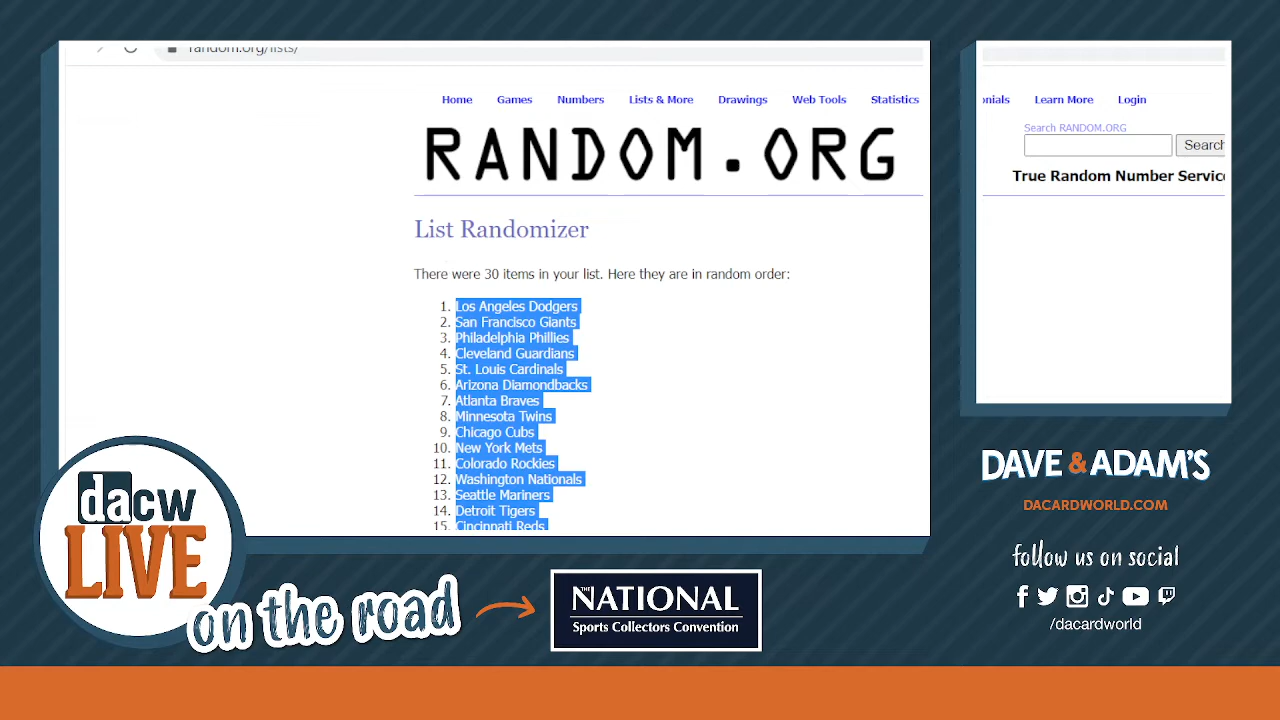 random.org/lists/
Home Games Numbers Lists & More Drawings Web Tools Statistics
RANDOM.ORG
List Randomizer
There were 30 items in your list. Here they are in random order:
1. Los Angeles Dodgers
2. San Francisco Giants
3. Philadelphia Phillies
4. Cleveland Guardians
5. St. Louis Cardinals
6. Arizona Diamondbacks
7. Atlanta Braves
8. Minnesota Twins
9. Chicago Cubs
10. New York Mets
11. Colorado Rockies
12. Washington Nationals
13. Seattle Mariners
14. Detroit Tigers
15. Cincinnati Reds
onials Learn More Login
Search RANDOM.ORG
Search
True Random Number Service
DAVE & ADAM'S
DACARDWORLD.COM
follow us on social
/dacardworld
dacw
LIVE
on the road
THE NATIONAL
Sports Collectors Convention